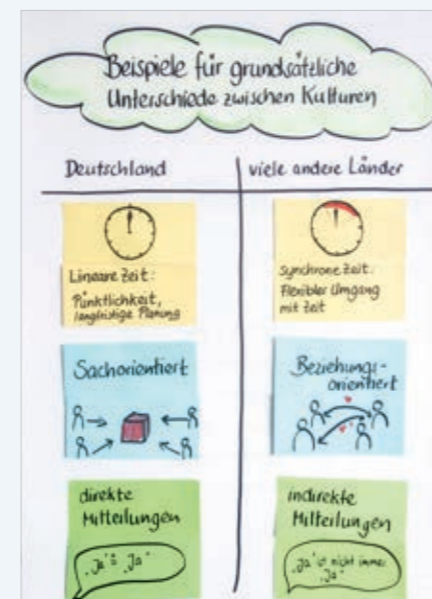 Beispiele für grundsätzliche
Unterschiede zwischen Kulturen
Deutschland
viele andere Länder
Lineare Zeit:
Pünktlichkeit,
langfristige Planung
Synchrone Zeit:
Flexibler Umgang
mit Zeit
Sachorientiert
Beziehungs-
orientiert
direkte
Mitteilungen
„Ja“ = „Ja“
indirekte
Mitteilungen
„Ja“ ist nicht immer
„Ja“